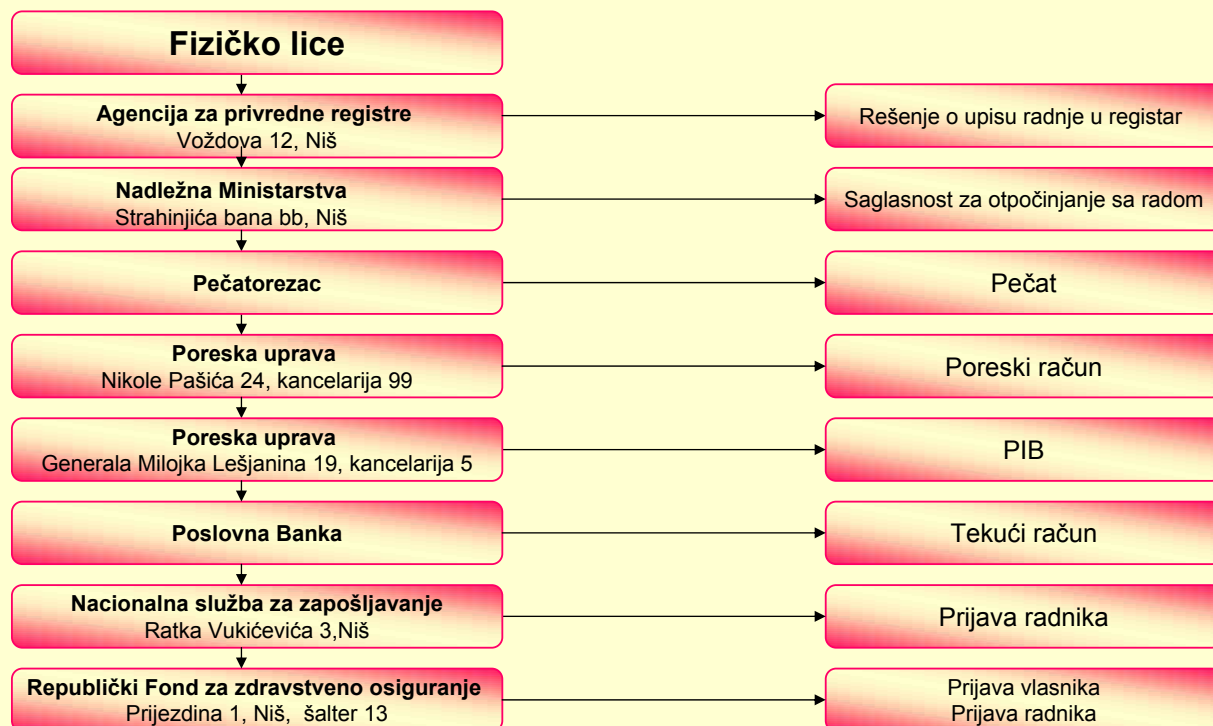 Fizičko lice
Agencija za privredne registre
Voždova 12, Niš
Rešenje o upisu radnje u registar
Nadležna Ministarstva
Strahinjića bana bb, Niš
Saglasnost za otpočinjanje sa radom
Pečatorezac
Pečat
Poreska uprava
Nikole Pašića 24, kancelarija 99
Poreski račun
Poreska uprava
Generala Milojka Lešjanina 19, kancelarija 5
PIB
Poslovna Banka
Tekući račun
Nacionalna služba za zapošljavanje
Ratka Vukićevića 3,Niš
Prijava radnika
Republički Fond za zdravstveno osiguranje
Prijezdina 1, Niš, šalter 13
Prijava vlasnika
Prijava radnika